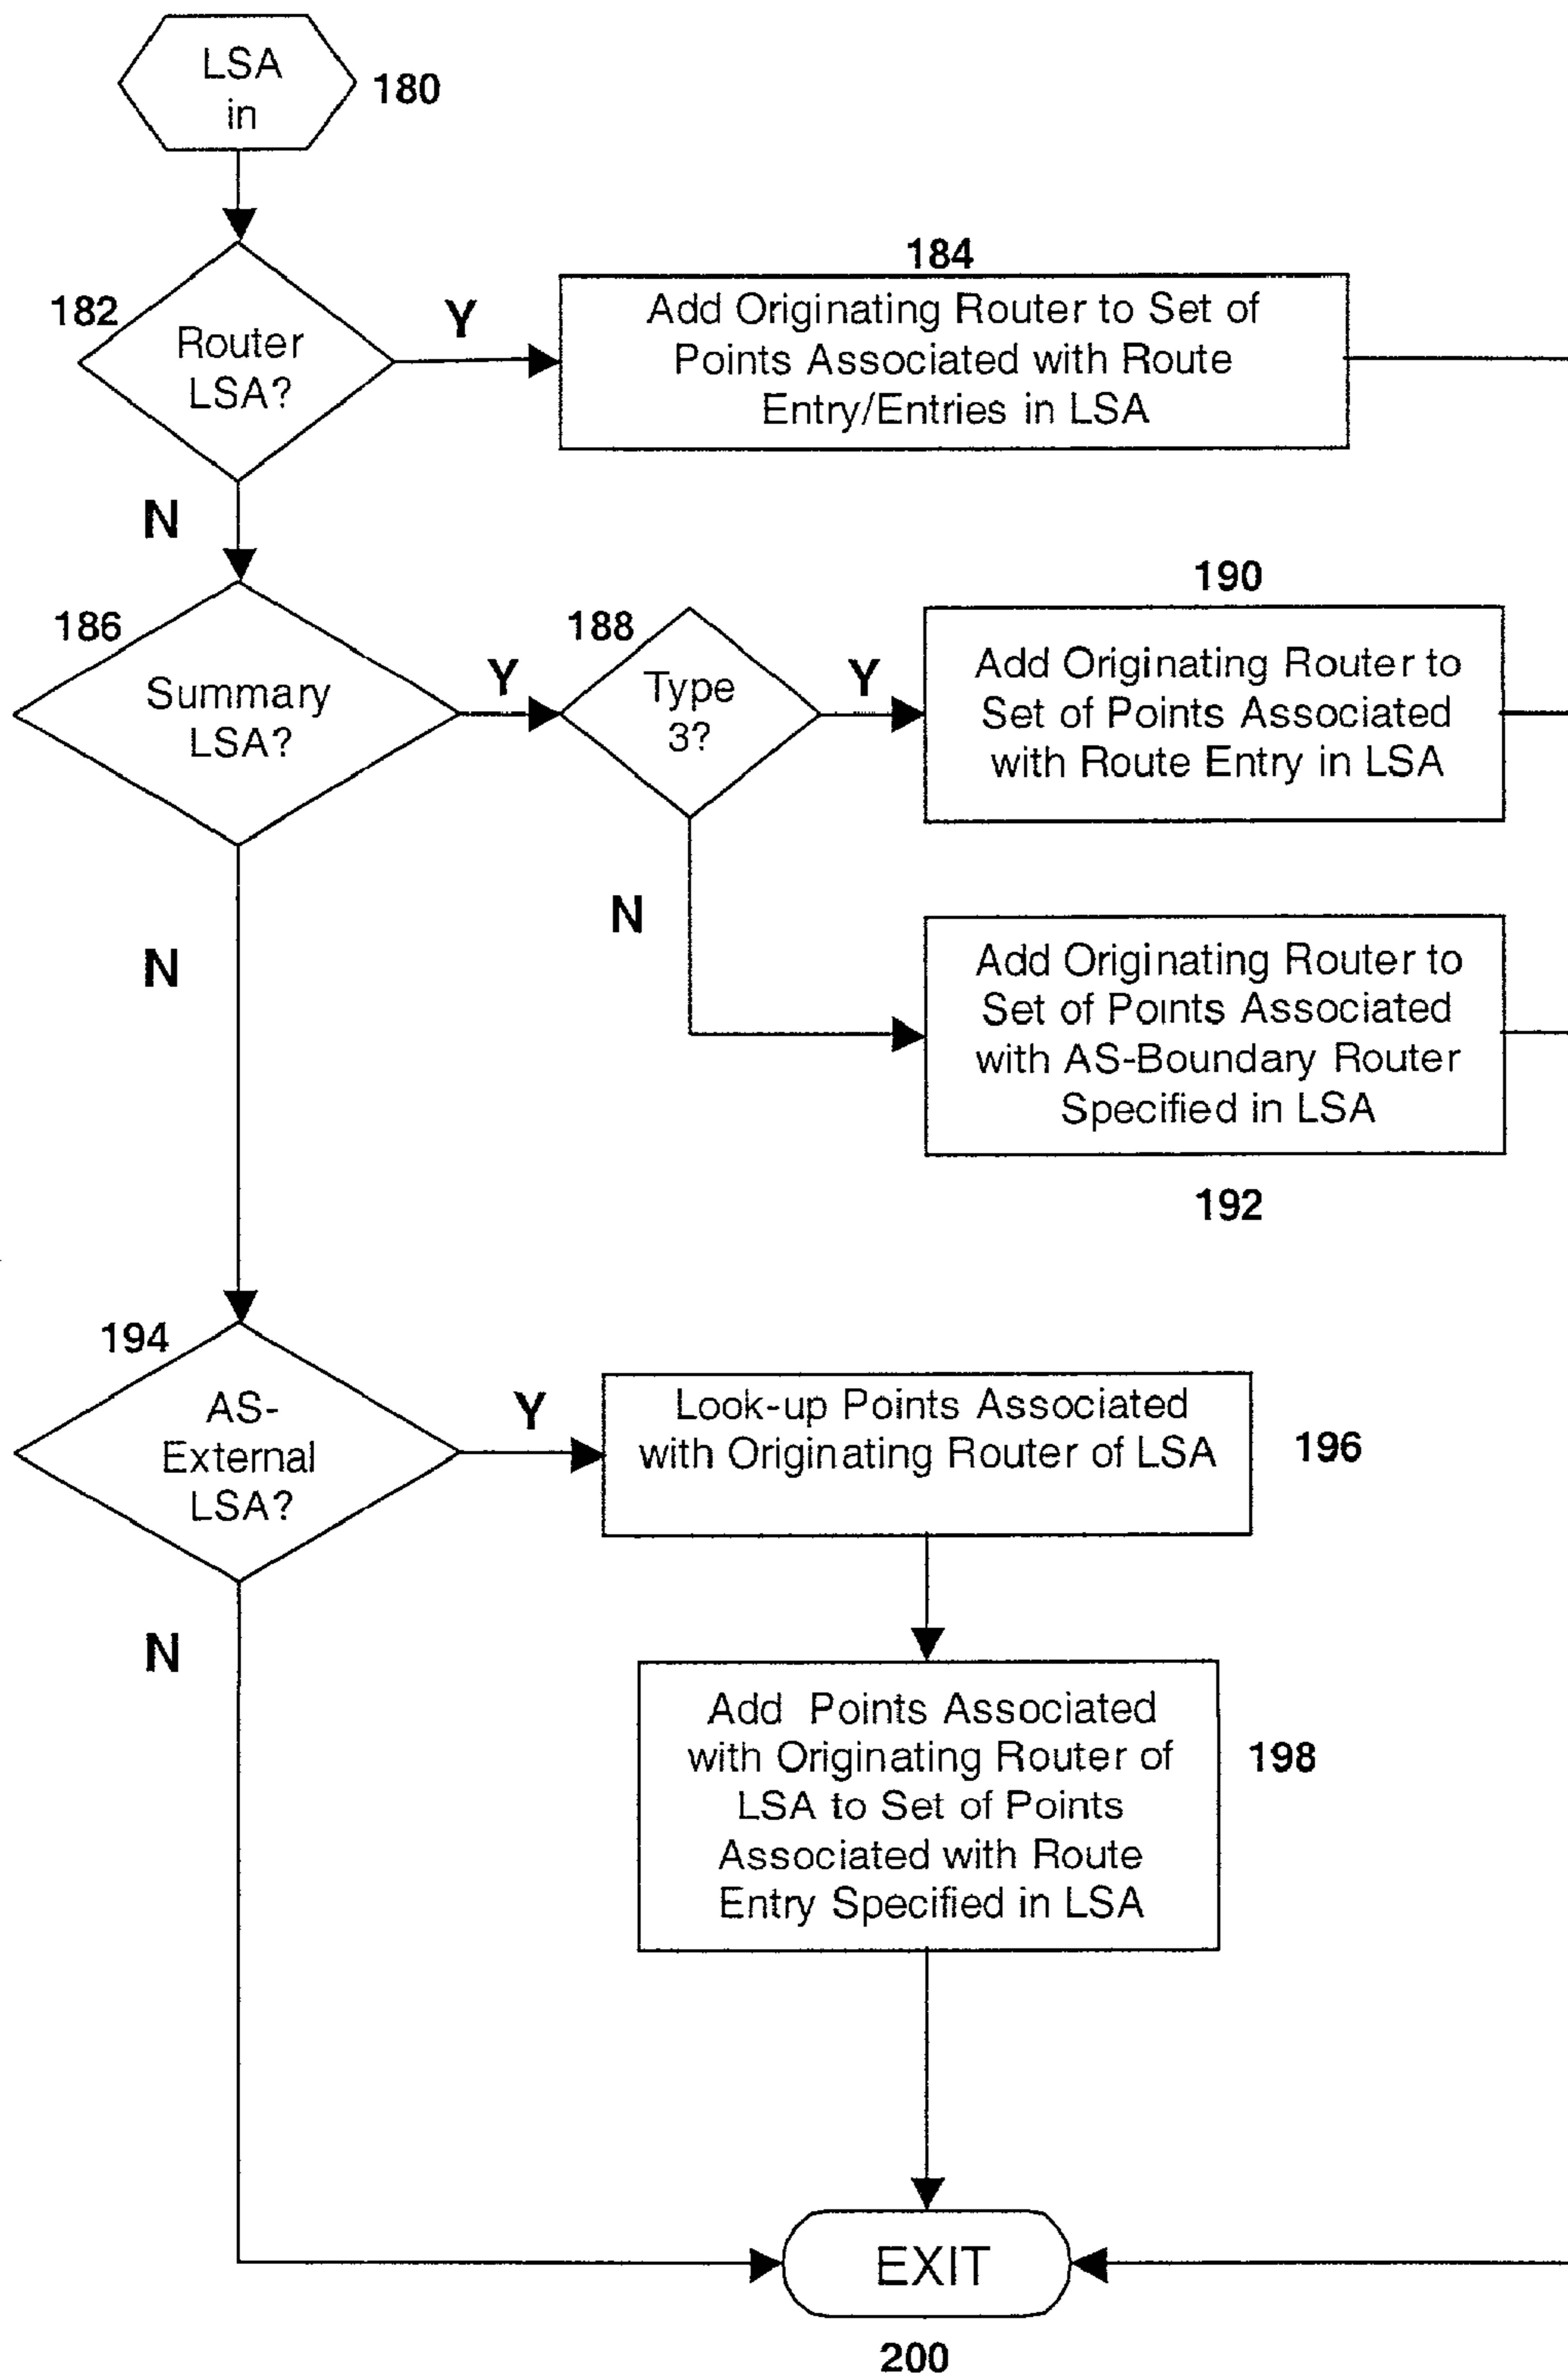 LSA
in
180
182
Router
LSA?
Y
184
Add Originating Router to Set of
Points Associated with Route
Entry/Entries in LSA
N
186
Summary
LSA?
Y
188
Type
3?
Y
190
Add Originating Router to
Set of Points Associated
with Route Entry in LSA
N
N
Add Originating Router to
Set of Points Associated
with AS-Boundary Router
Specified in LSA
192
194
AS-
External
LSA?
Y
Look-up Points Associated
with Originating Router of LSA
196
N
Add Points Associated
with Originating Router of
LSA to Set of Points
Associated with Route
Entry Specified in LSA
198
EXIT
200